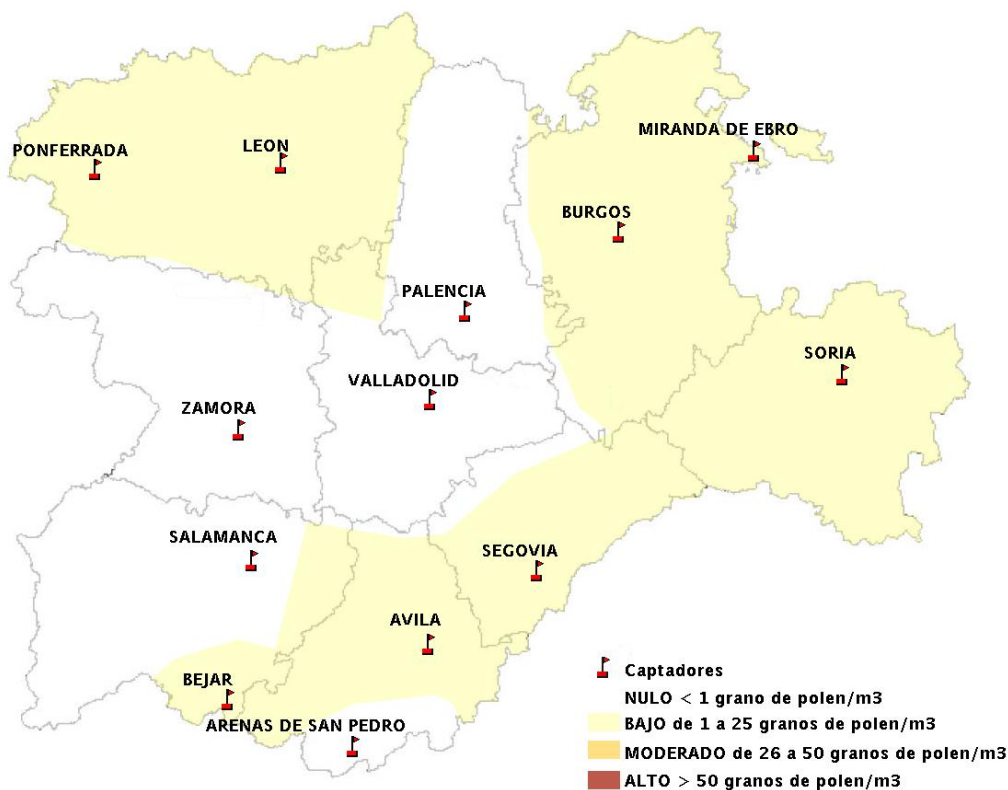 MIRANDA DE EBRO
LEON
PONFERRADA
BURGOS
PALENCIA
SORIA
VALLADOLID
ZAMORA
SALAMANCA
SEGOVIA
AVILA
BEJAR
ARENAS DE SAN PEDRO
Captadores
NULO < 1 grano de polen/m3
BAJO de 1 a 25 granos de polen/m3
MODERADO de 26 a 50 granos de polen/m3
ALTO > 50 granos de polen/m3